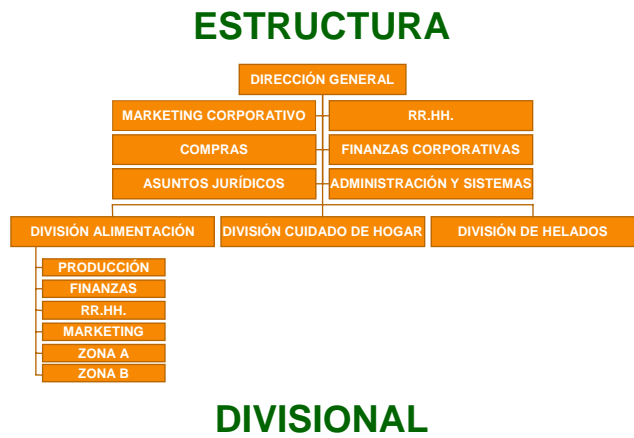 ESTRUCTURA
DIRECCIÓN GENERAL
MARKETING CORPORATIVO
RR.HH.
COMPRAS
FINANZAS CORPORATIVAS
ASUNTOS JURÍDICOS
ADMINISTRACIÓN Y SISTEMAS
DIVISIÓN ALIMENTACIÓN
DIVISIÓN CUIDADO DE HOGAR
DIVISIÓN DE HELADOS
PRODUCCIÓN
FINANZAS
RR.HH.
MARKETING
ZONA A
ZONA B
DIVISIONAL